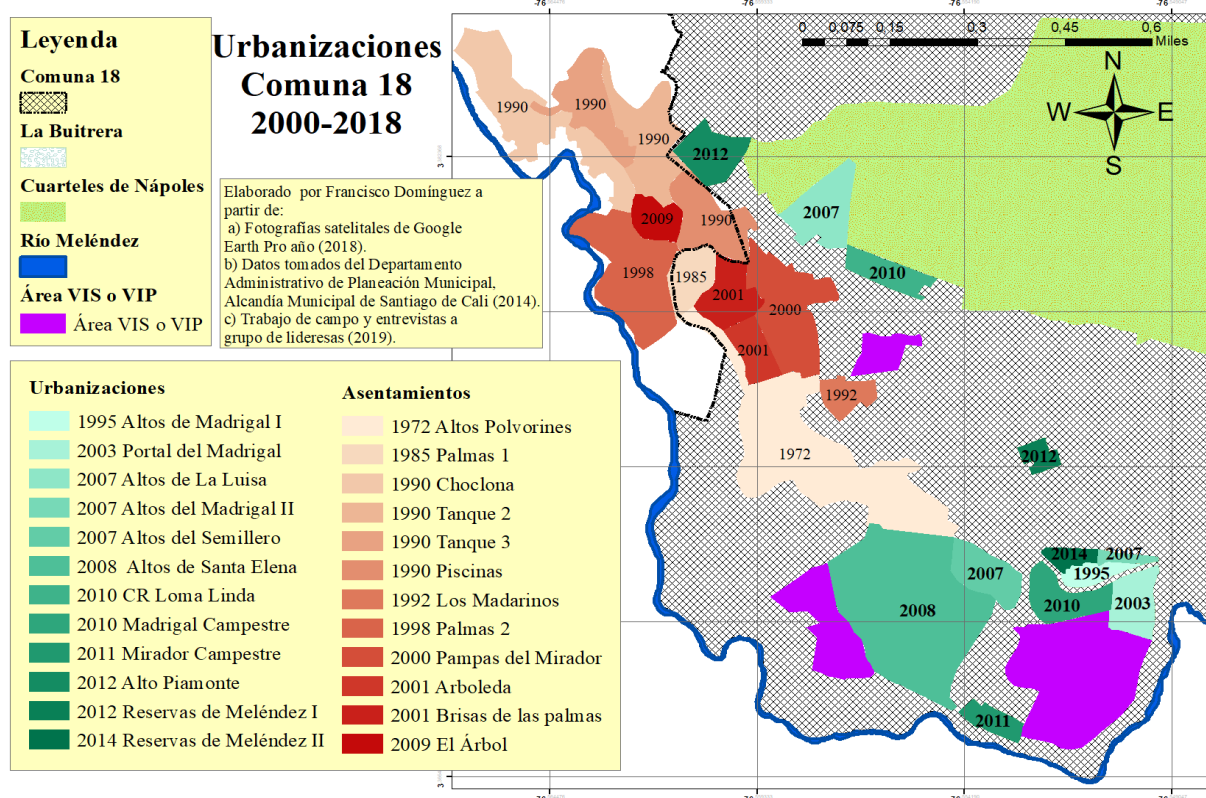 Leyenda
Comuna 18
La Buitrera
Cuarteles de Nápoles
Río Meléndez
Área VIS o VIP
Área VIS o VIP
Urbanizaciones
Comuna 18
2000-2018
Elaborado por Francisco Domínguez a
partir de:
a) Fotografías satelitales de Google
Earth Pro año (2018).
b) Datos tomados del Departamento
Administrativo de Planeación Municipal,
Alcandía Municipal de Santiago de Cali (2014).
c) Trabajo de campo y entrevistas a
grupo de lideresas (2019).
0 0,075 0,15 0,3 0,45 0,6
Miles
N
W E
S
1990
1990
1990
2012
2007
2009
1990
1998
1985
2010
2001
2000
2001
1992
1972
2012
2014
2007
1995
2007
2010
2003
2008
2011
Urbanizaciones
1995 Altos de Madrigal I
2003 Portal del Madrigal
2007 Altos de La Luisa
2007 Altos del Madrigal II
2007 Altos del Semillero
2008 Altos de Santa Elena
2010 CR Loma Linda
2010 Madrigal Campestre
2011 Mirador Campestre
2012 Alto Piamonte
2012 Reservas de Meléndez I
2014 Reservas de Meléndez II
Asentamientos
1972 Altos Polvorines
1985 Palmas 1
1990 Choclona
1990 Tanque 2
1990 Tanque 3
1990 Piscinas
1992 Los Madarinos
1998 Palmas 2
2000 Pampas del Mirador
2001 Arboleda
2001 Brisas de las palmas
2009 El Árbol